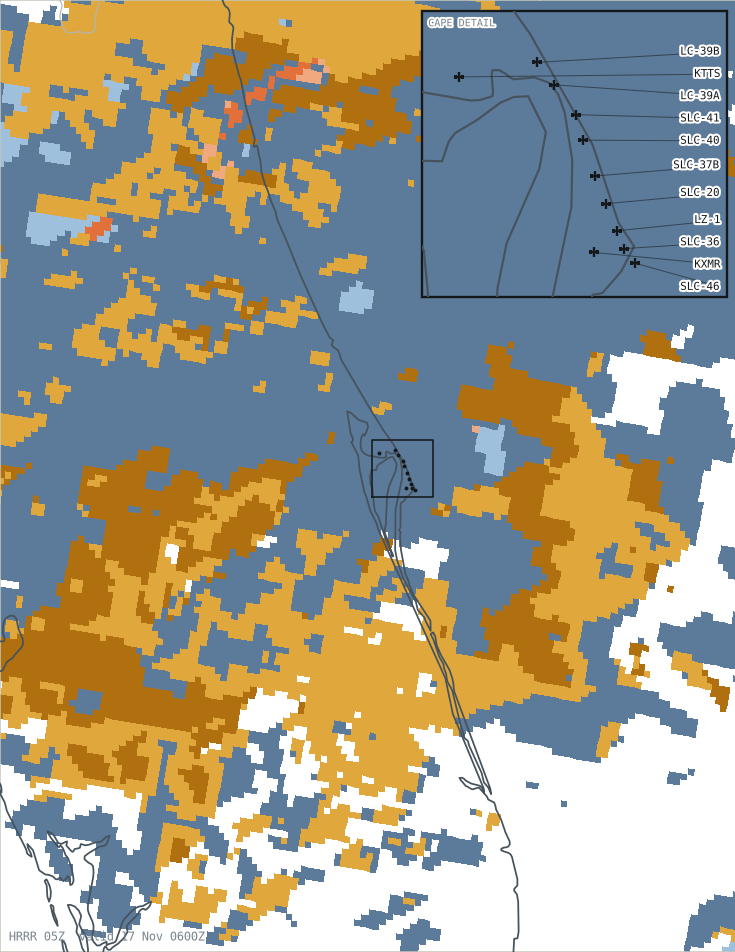 CAPE DETAIL
LC-39B
KTTS
LC-39A
SLC-41
SLC-40
SLC-37B
SLC-20
LZ-1
SLC-36
KXMR
SLC-46
HRRR 05Z, Valid 27 Nov 0600Z